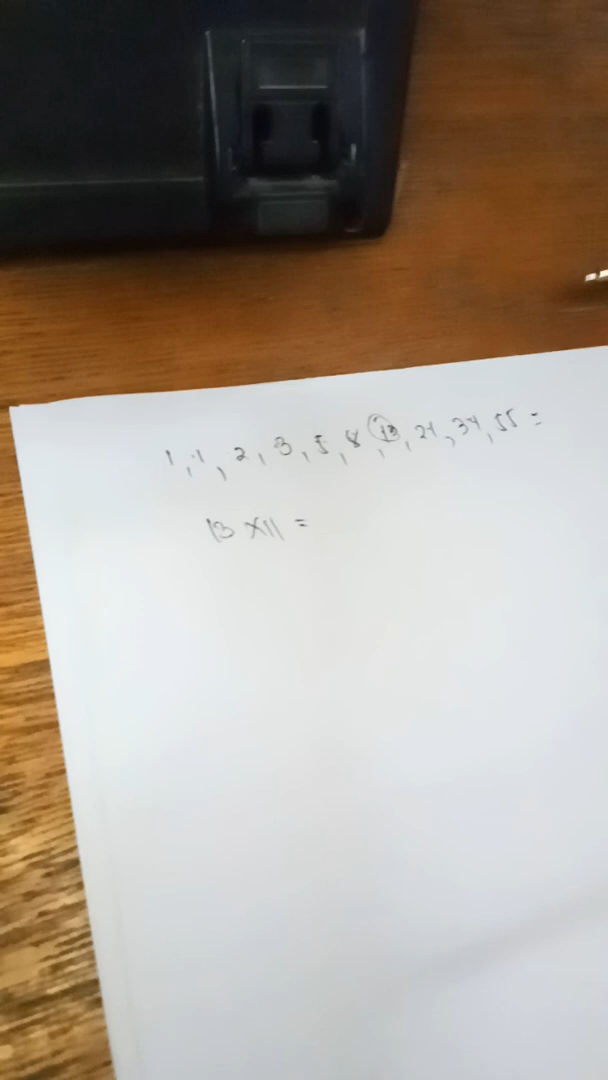 1, 1, 2, 3, 5, 8, 13, 21, 34, 55 =
13 X 11 =